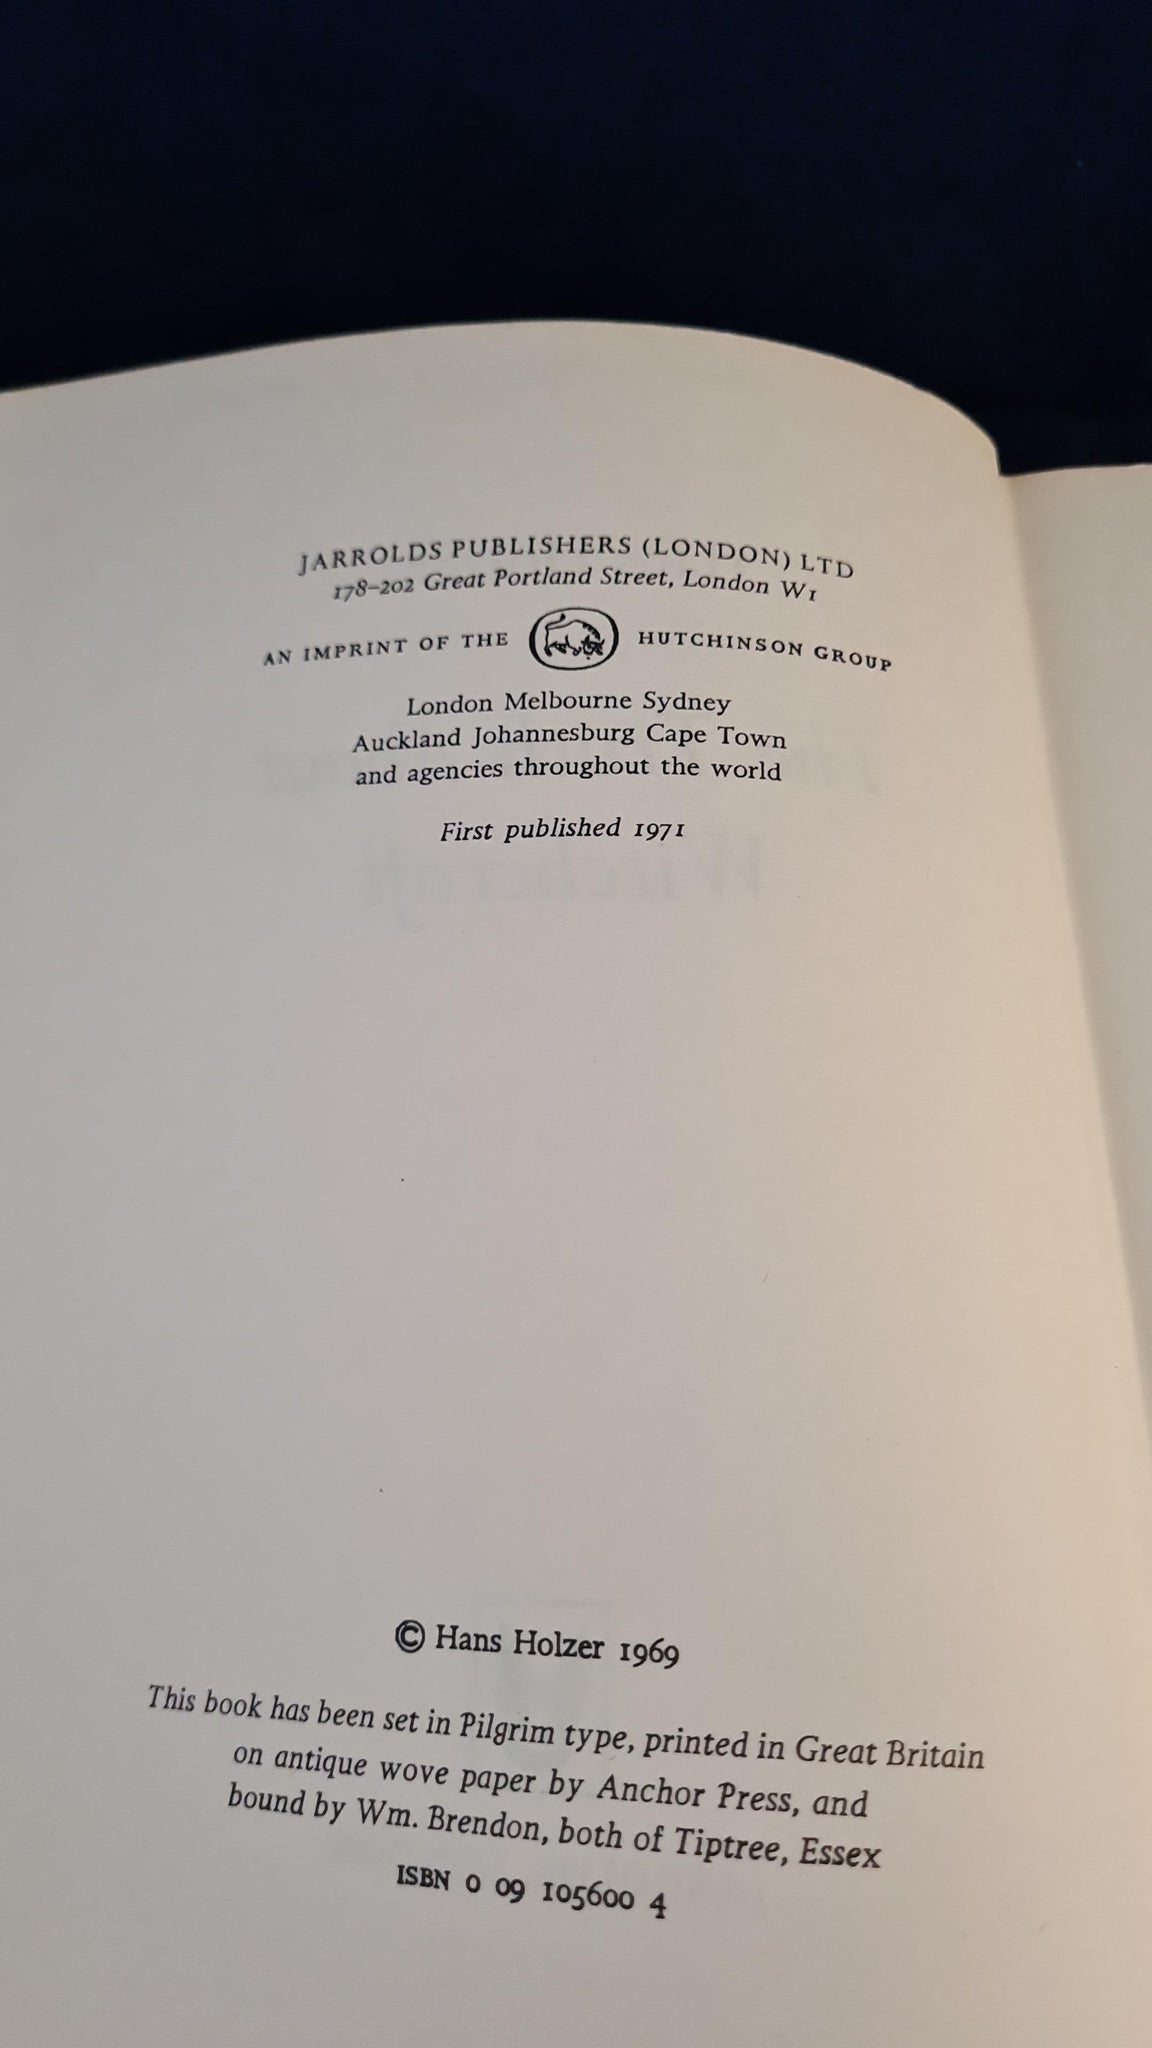 JARROLDS PUBLISHERS (LONDON) LTD
178–202 Great Portland Street, London W1
AN IMPRINT OF THE HUTCHINSON GROUP
London Melbourne Sydney
Auckland Johannesburg Cape Town
and agencies throughout the world
First published 1971
Witchcraft
© Hans Holzer 1969
This book has been set in Pilgrim type, printed in Great Britain
on antique wove paper by Anchor Press, and
bound by Wm. Brendon, both of Tiptree, Essex
ISBN 0 09 105600 4